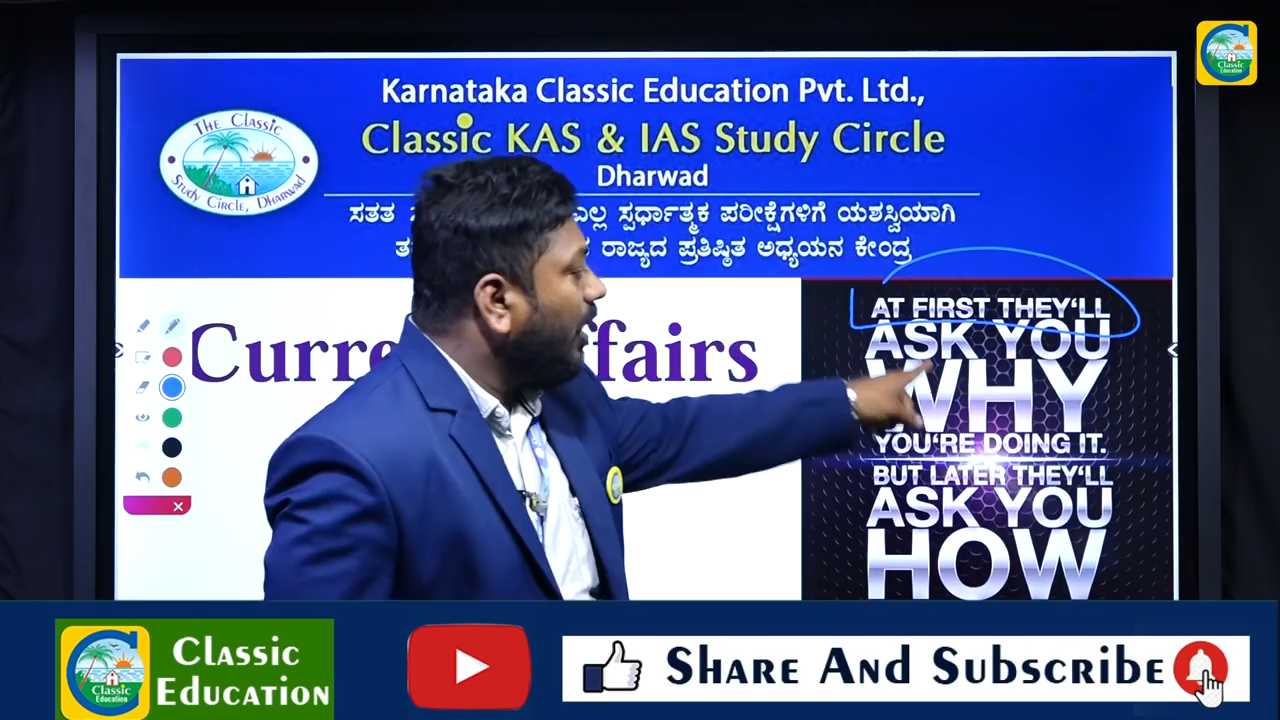 Classic
Education
Karnataka Classic Education Pvt. Ltd.,
Classic KAS & IAS Study Circle
Dharwad
The Classic
Study Circle, Dharwad
ಸತತ ಎಲ್ಲ ಸ್ಪರ್ಧಾತ್ಮಕ ಪರೀಕ್ಷೆಗಳಿಗೆ ಯಶಸ್ವಿಯಾಗಿ
ರಾಜ್ಯದ ಪ್ರತಿಷ್ಠಿತ ಅಧ್ಯಯನ ಕೇಂದ್ರ
AT FIRST THEY'LL
ASK YOU
WHY
YOU'RE DOING IT.
BUT LATER THEY'LL
ASK YOU
HOW
Classic
Education
Classic
Education
Share And Subscribe